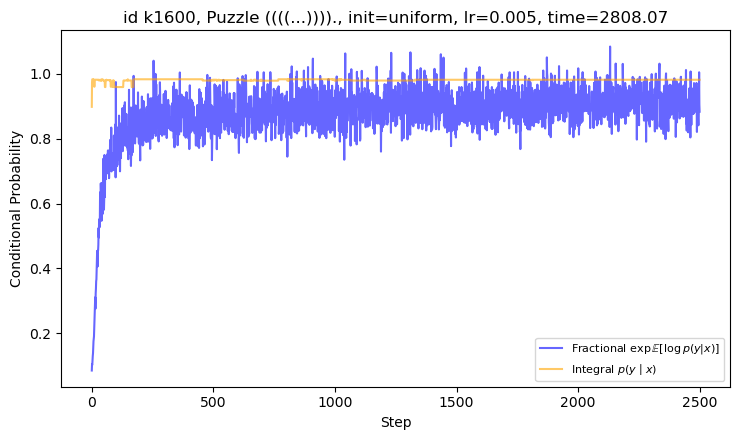 id k1600, Puzzle ((((...))))., init=uniform, lr=0.005, time=2808.07
Conditional Probability
1.0
0.8
0.6
0.4
0.2
0
500
1000
1500
2000
2500
Step
Fractional exp𝔼[log p(y|x)]
Integral p(y | x)